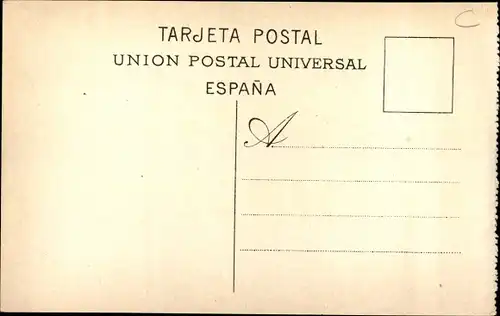 C
TARJETA POSTAL
UNION POSTAL UNIVERSAL
ESPAÑA
A